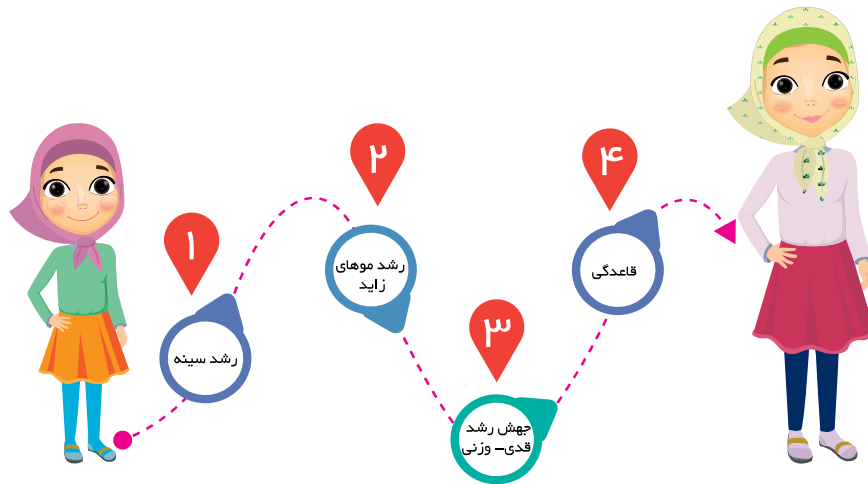 ۱
رشد سینه
۲
رشد موهای
زاید
۳
جهش رشد
قدی- وزنی
۴
قاعدگی